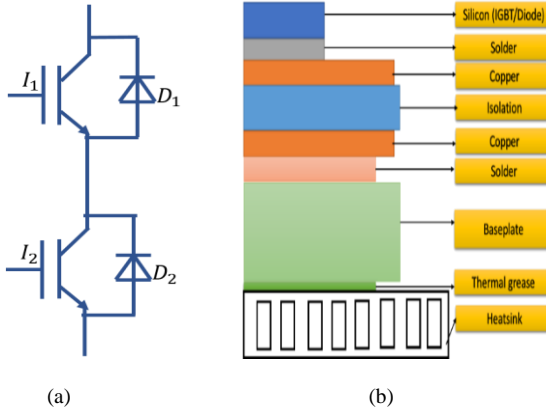 I₁
D₁
I₂
D₂
(a)
Silicon (IGBT/Diode)
Solder
Copper
Isolation
Copper
Solder
Baseplate
Thermal grease
Heatsink
(b)